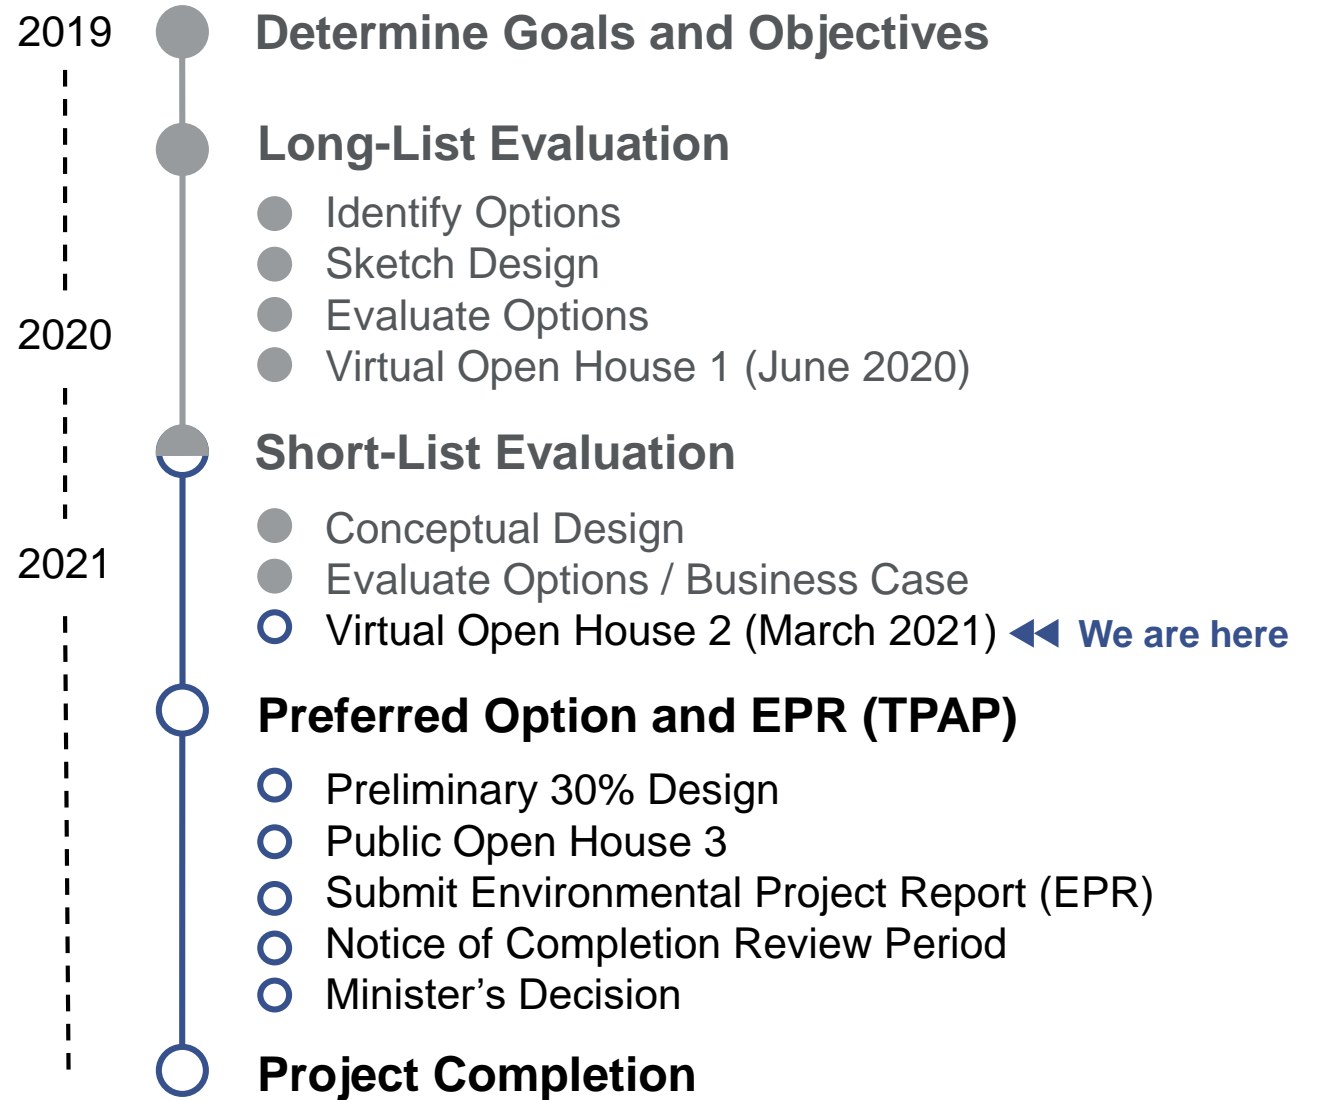 2019
Determine Goals and Objectives
Long-List Evaluation
Identify Options
Sketch Design
Evaluate Options
2020
Virtual Open House 1 (June 2020)
Short-List Evaluation
Conceptual Design
2021
Evaluate Options / Business Case
Virtual Open House 2 (March 2021) We are here
Preferred Option and EPR (TPAP)
Preliminary 30% Design
Public Open House 3
Submit Environmental Project Report (EPR)
Notice of Completion Review Period
Minister’s Decision
Project Completion